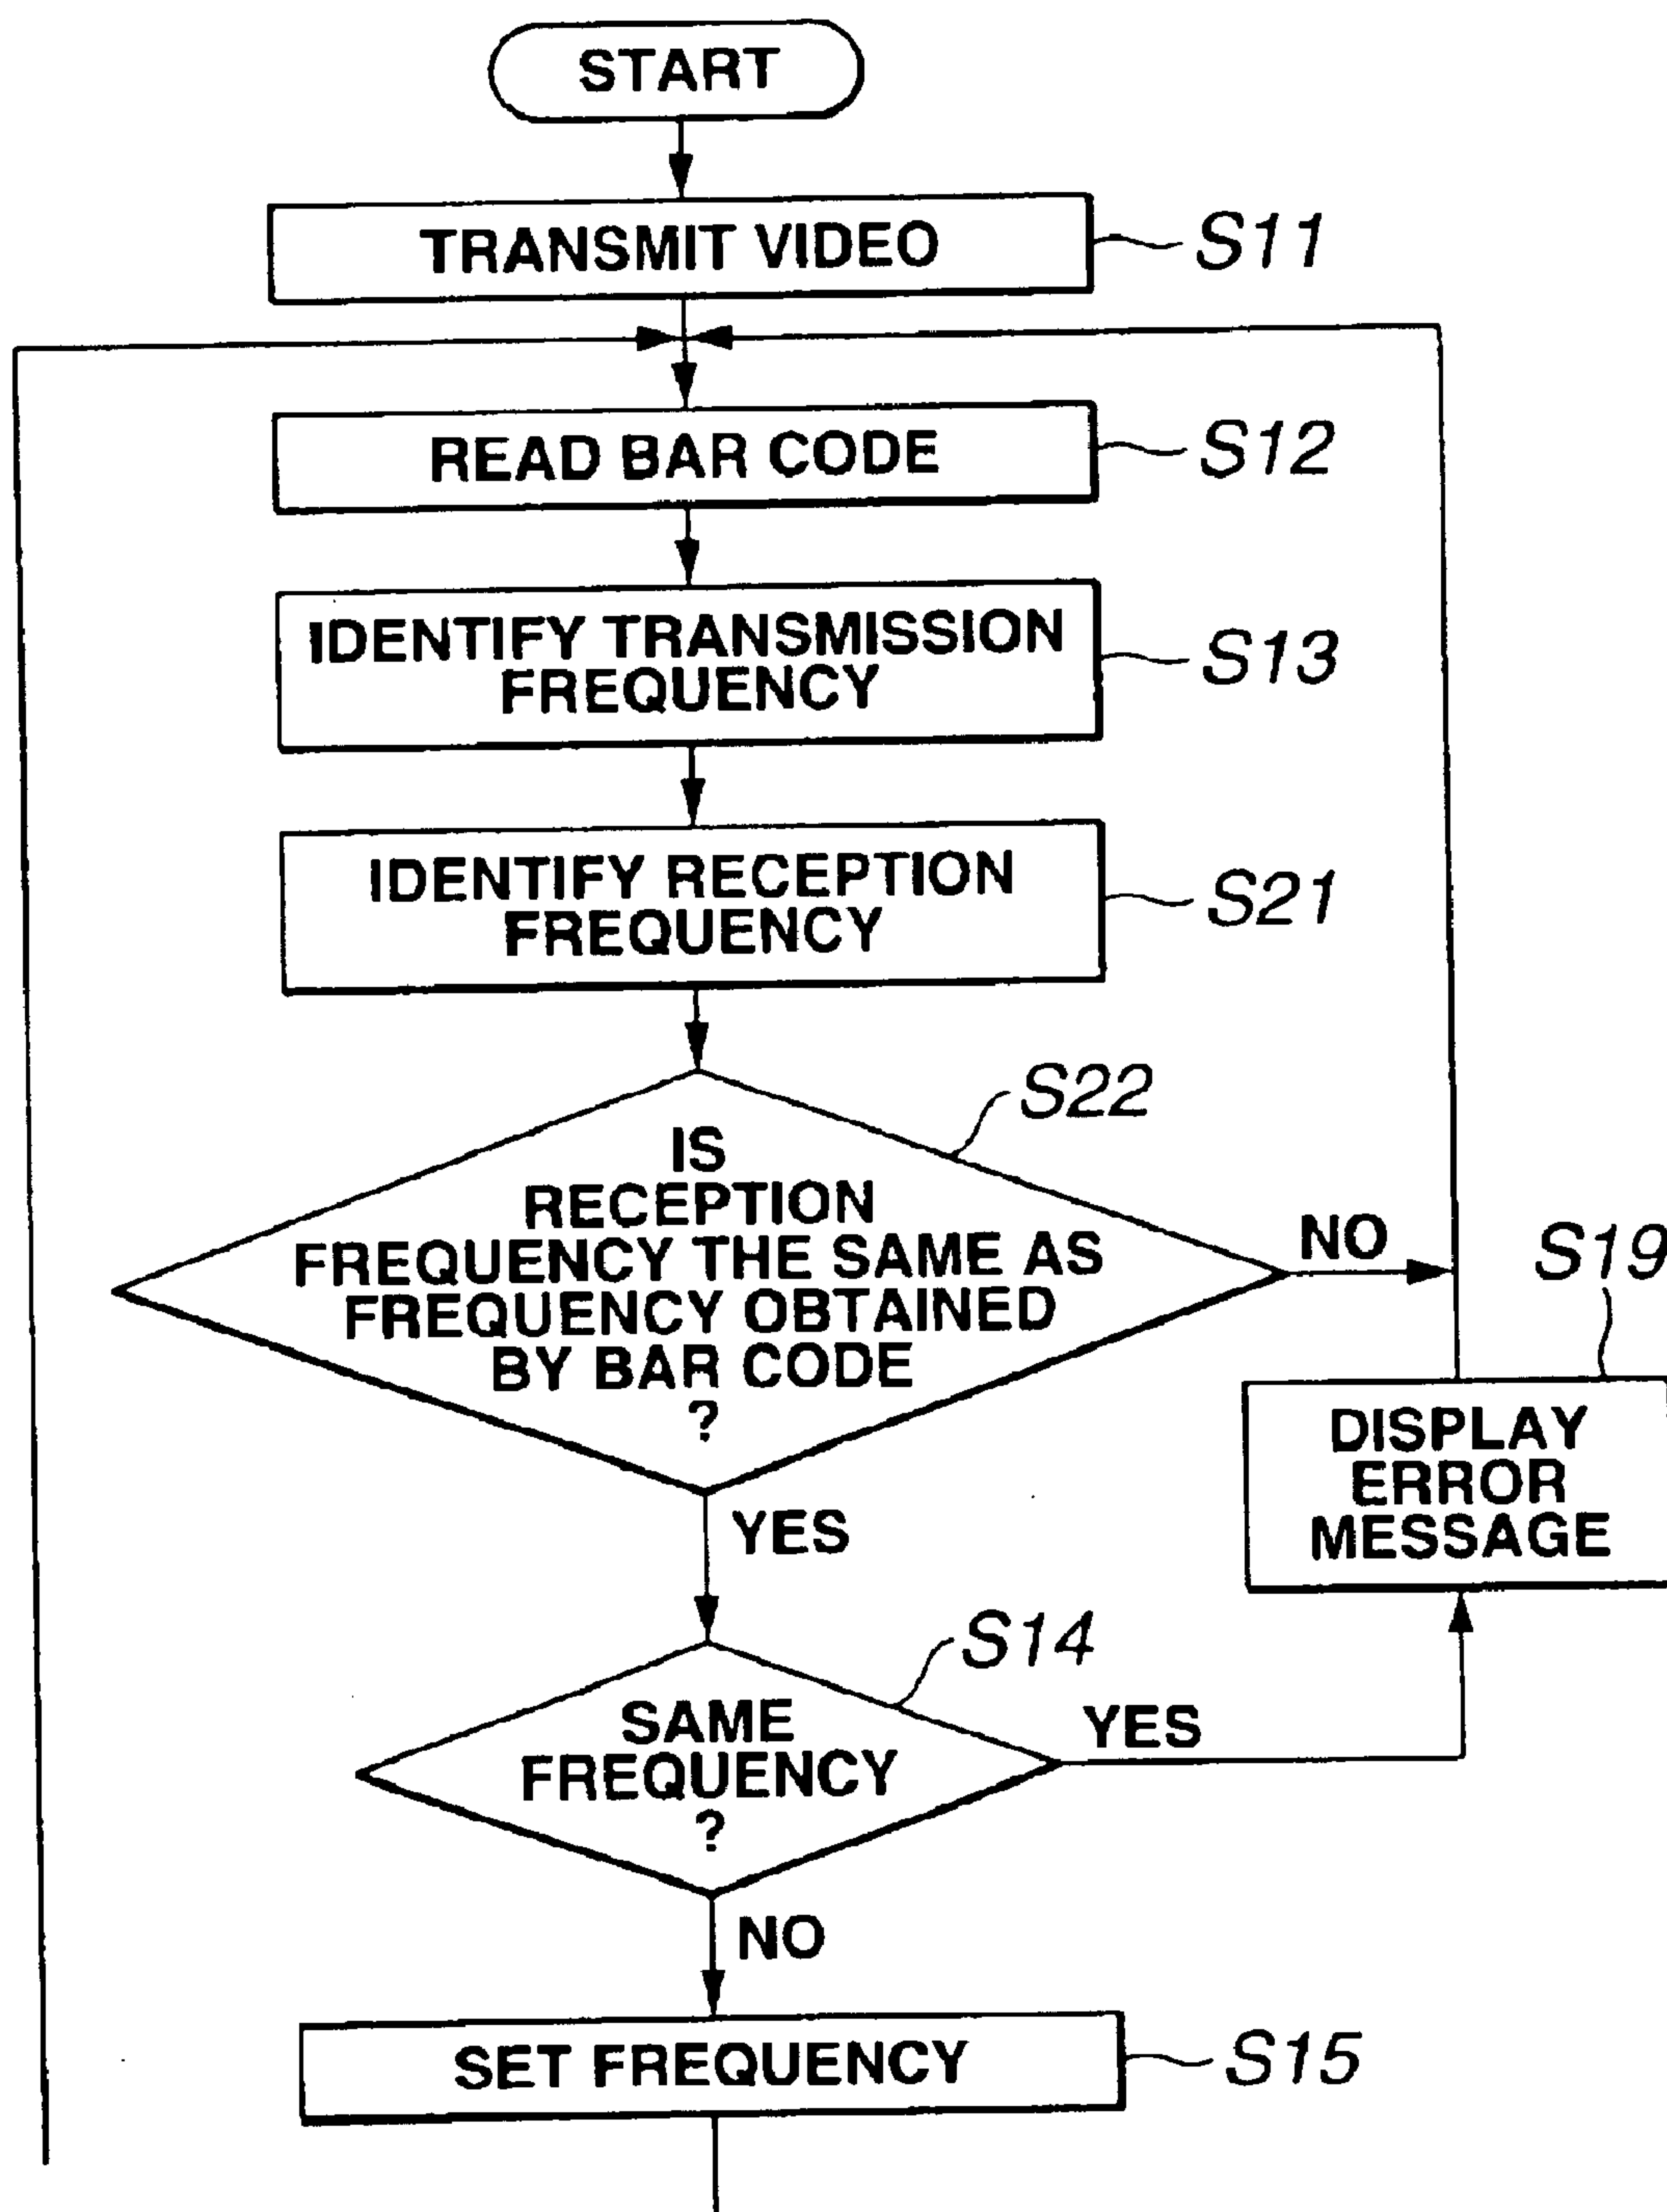 START
TRANSMIT VIDEO
S11
READ BAR CODE
S12
IDENTIFY TRANSMISSION
FREQUENCY
S13
IDENTIFY RECEPTION
FREQUENCY
S21
S22
IS
RECEPTION
FREQUENCY THE SAME AS
FREQUENCY OBTAINED
BY BAR CODE
?
NO
S19
DISPLAY
ERROR
MESSAGE
YES
S14
SAME
FREQUENCY
?
YES
NO
SET FREQUENCY
S15